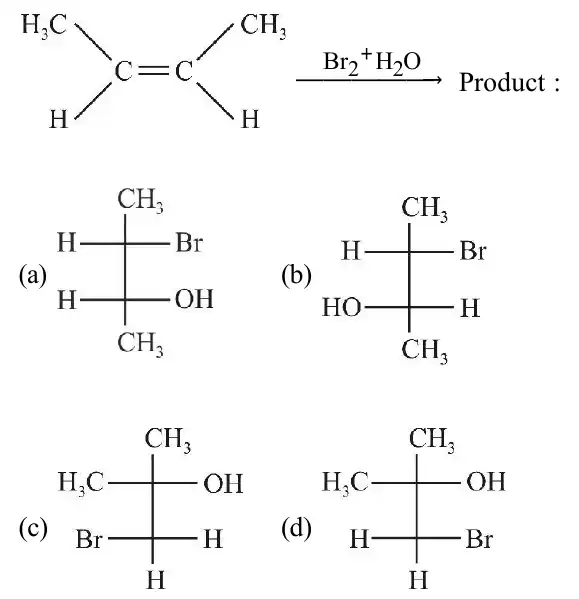 H₃C CH₃
C=C Br₂+H₂O Product :
H H
CH₃ CH₃
H Br H Br
(a) (b)
H OH HO H
CH₃ CH₃
CH₃ CH₃
H₃C OH H₃C OH
(c) (d)
Br H H Br
H H